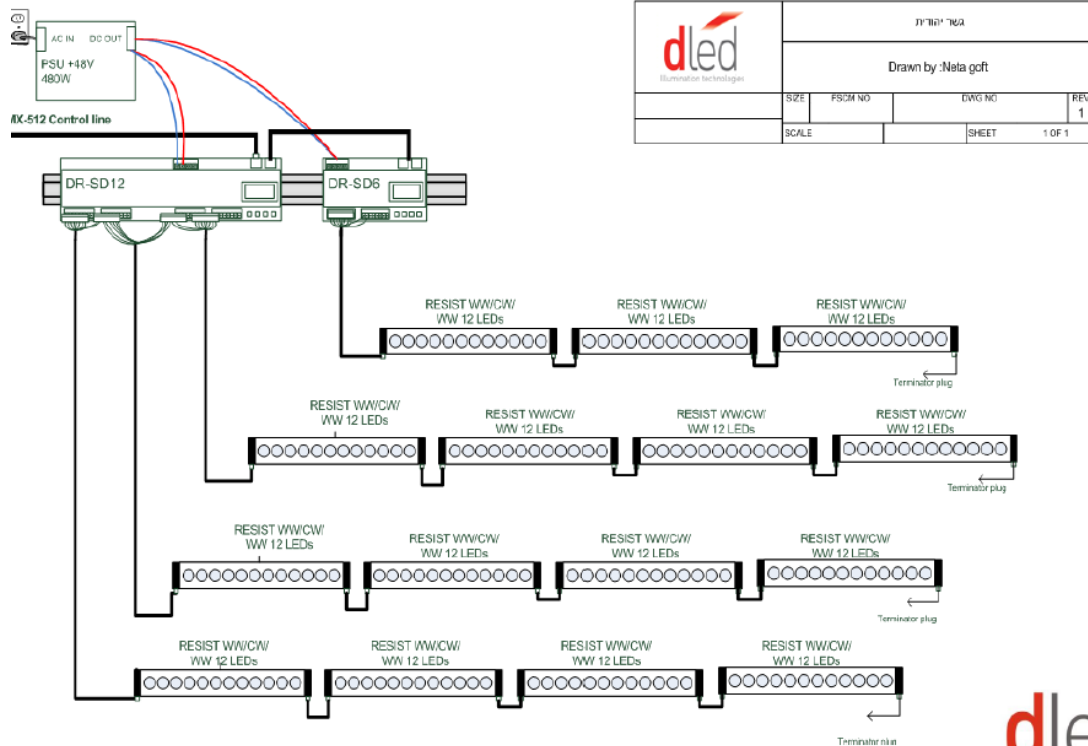 AC IN
DC OUT
PSU +48V
480W
MX-512 Control line
dled
illumination technologies
גשר יהודית
Drawn by :Neta goft
SIZE
FSCM NO
DWG NO
REV
1
SCALE
SHEET
1 OF 1
DR-SD12
DR-SD6
RESIST WW/CW/
WW 12 LEDs
RESIST WW/CW/
WW 12 LEDs
RESIST WW/CW/
WW 12 LEDs
Terminator plug
RESIST WW/CW/
WW 12 LEDs
RESIST WW/CW/
WW 12 LEDs
RESIST WW/CW/
WW 12 LEDs
RESIST WW/CW/
WW 12 LEDs
Terminator plug
RESIST WW/CW/
WW 12 LEDs
RESIST WW/CW/
WW 12 LEDs
RESIST WW/CW/
WW 12 LEDs
RESIST WW/CW/
WW 12 LEDs
Terminator plug
RESIST WW/CW/
WW 12 LEDs
RESIST WW/CW/
WW 12 LEDs
RESIST WW/CW/
WW 12 LEDs
RESIST WW/CW/
WW 12 LEDs
Terminator plug
dle